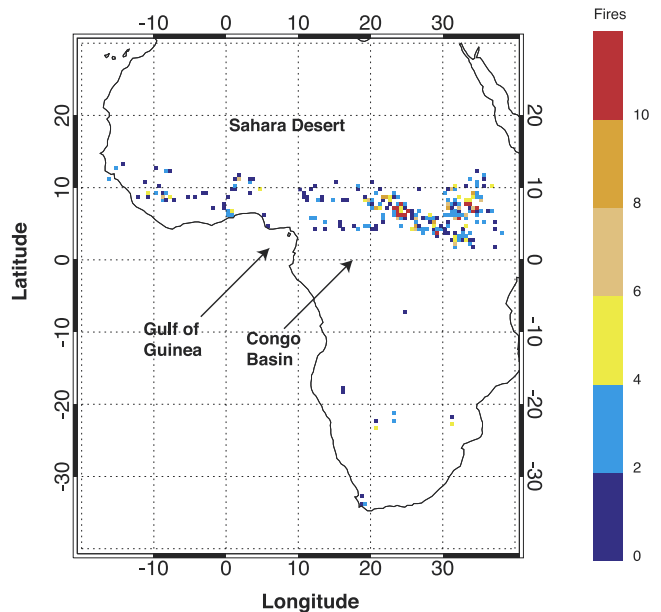 Fires
-10 0 10 20 30
20 20
Sahara Desert
10 10
0 0
Gulf of
Guinea
Congo
Basin
-10 -10
-20 -20
-30 -30
-10 0 10 20 30
Latitude
Longitude
10
8
6
4
2
0